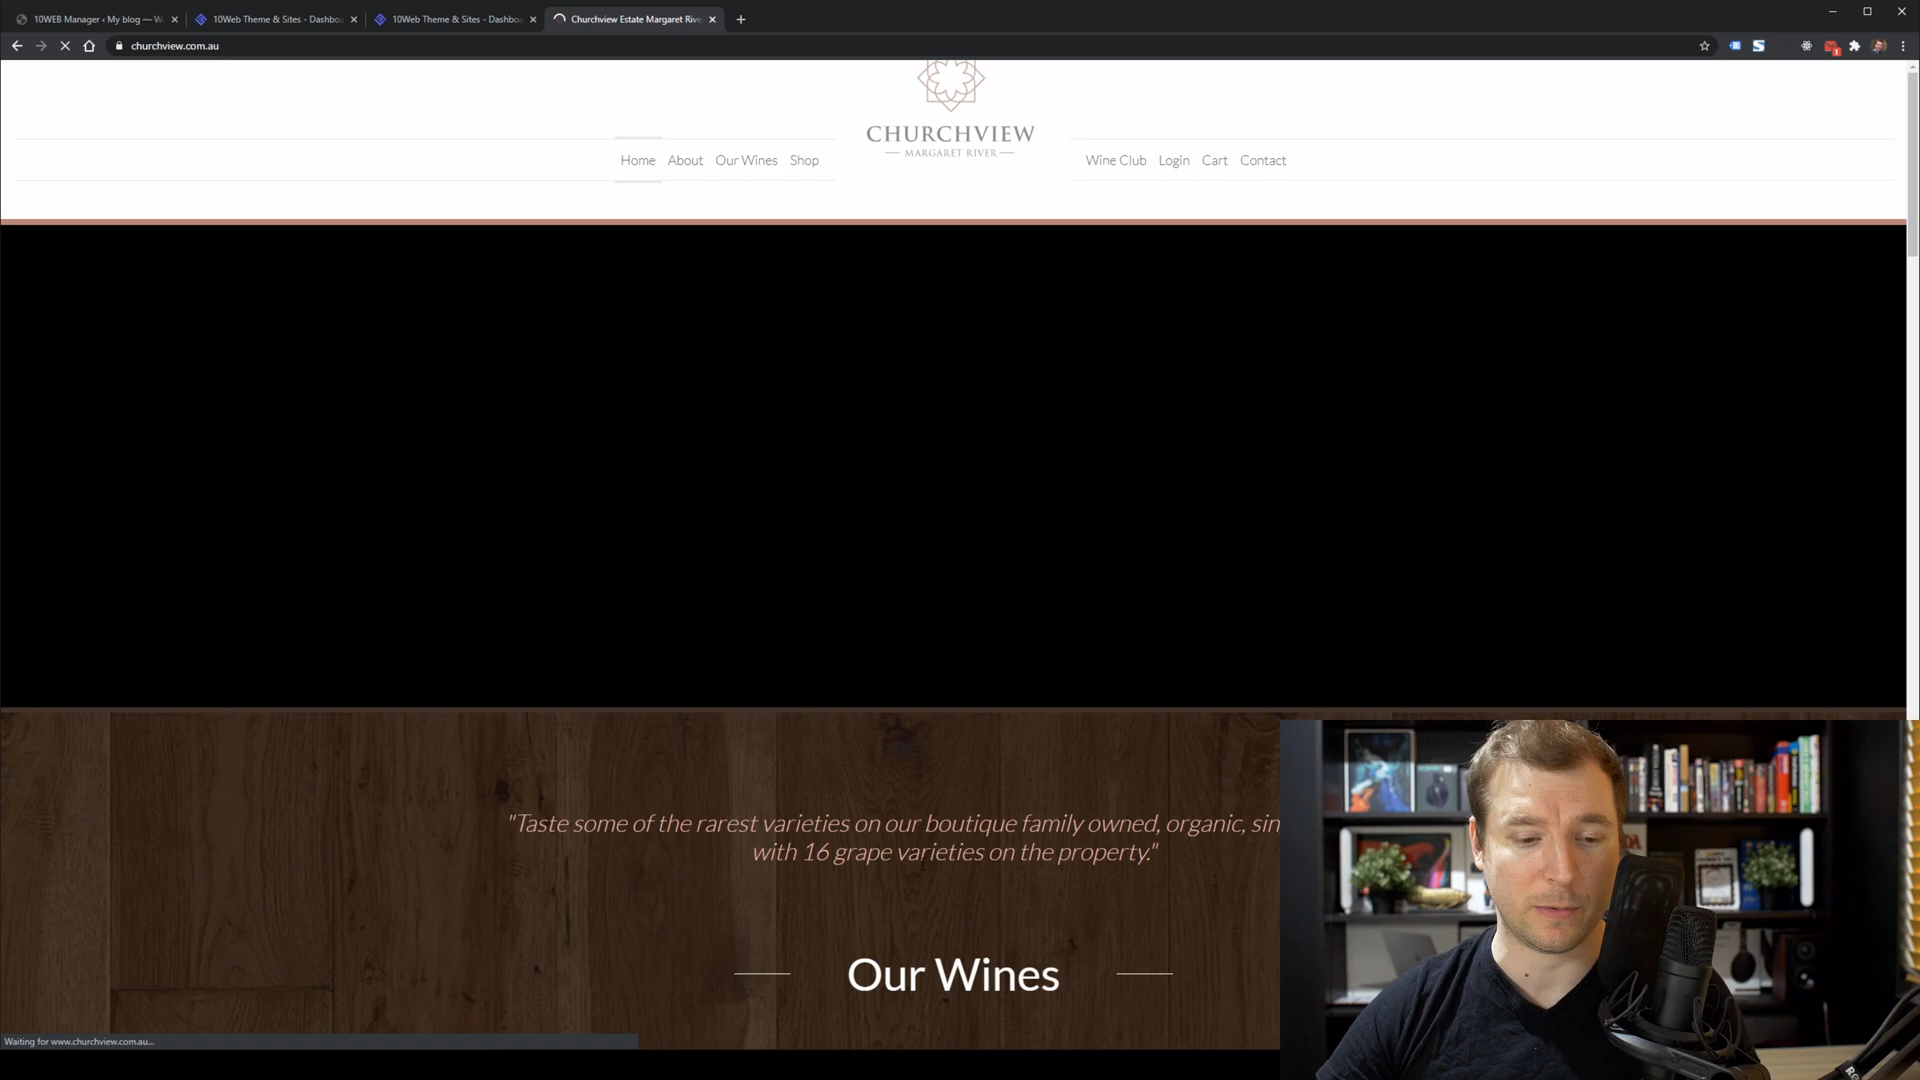 10WEB Manager ‹ My blog — W
10Web Theme & Sites - Dashbo
10Web Theme & Sites - Dashbo
Churchview Estate Margaret Rive
churchview.com.au
1
CHURCHVIEW
MARGARET RIVER
Home About Our Wines Shop
Wine Club Login Cart Contact
"Taste some of the rarest varieties on our boutique family owned, organic, sin
with 16 grape varieties on the property."
Our Wines
Waiting for www.churchview.com.au...